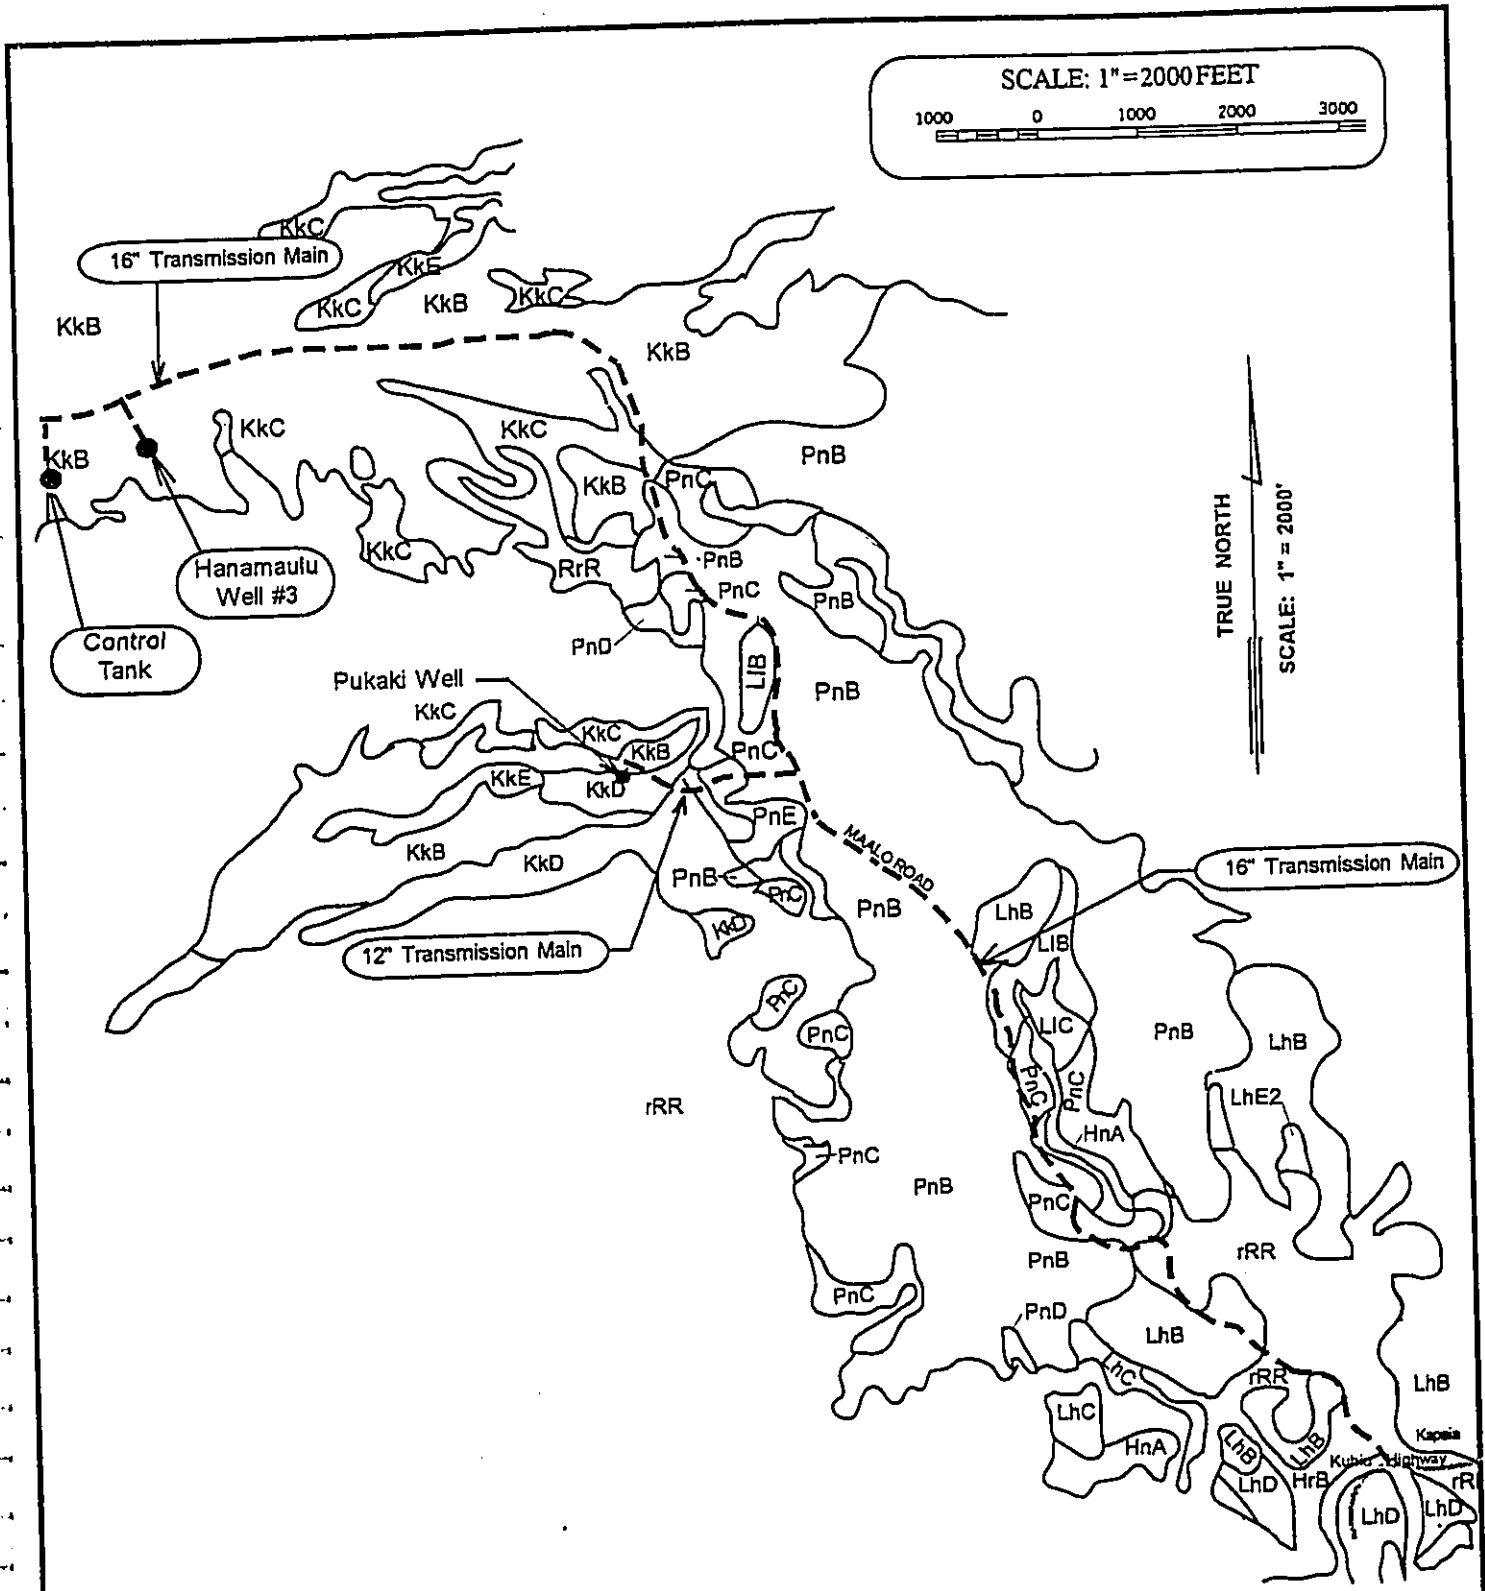 SCALE: 1"=2000 FEET
1000 0 1000 2000 3000
KkC
16" Transmission Main
KkE
KkC
KkB
KkC
KkB
KkB
KkC
KkC
KkB
PnB
KkB
PnC
KkC
RrR
PnB
PnC
PnB
Hanamaulu
Well #3
TRUE NORTH
SCALE: 1" = 2000'
Control
Tank
PnD
LIB
PnB
Pukaki Well
KkC
KkC
KkB
PnC
KkE
KkD
PnE
MAALO ROAD
KkB
KkD
16" Transmission Main
PnB
PnC
PnB
LhB
KkD
12" Transmission Main
LIB
PnC
PnC
LIC
PnB
LhB
PnC
PnC
LhE2
rRR
HnA
PnC
PnB
PnC
rRR
PnB
PnC
PnD
LhB
LhC
rRR
LhB
LhC
Kapaia
HnA
LhB
LhB
Kuhio Highway
LhD
HrB
rR
LhD
LhD